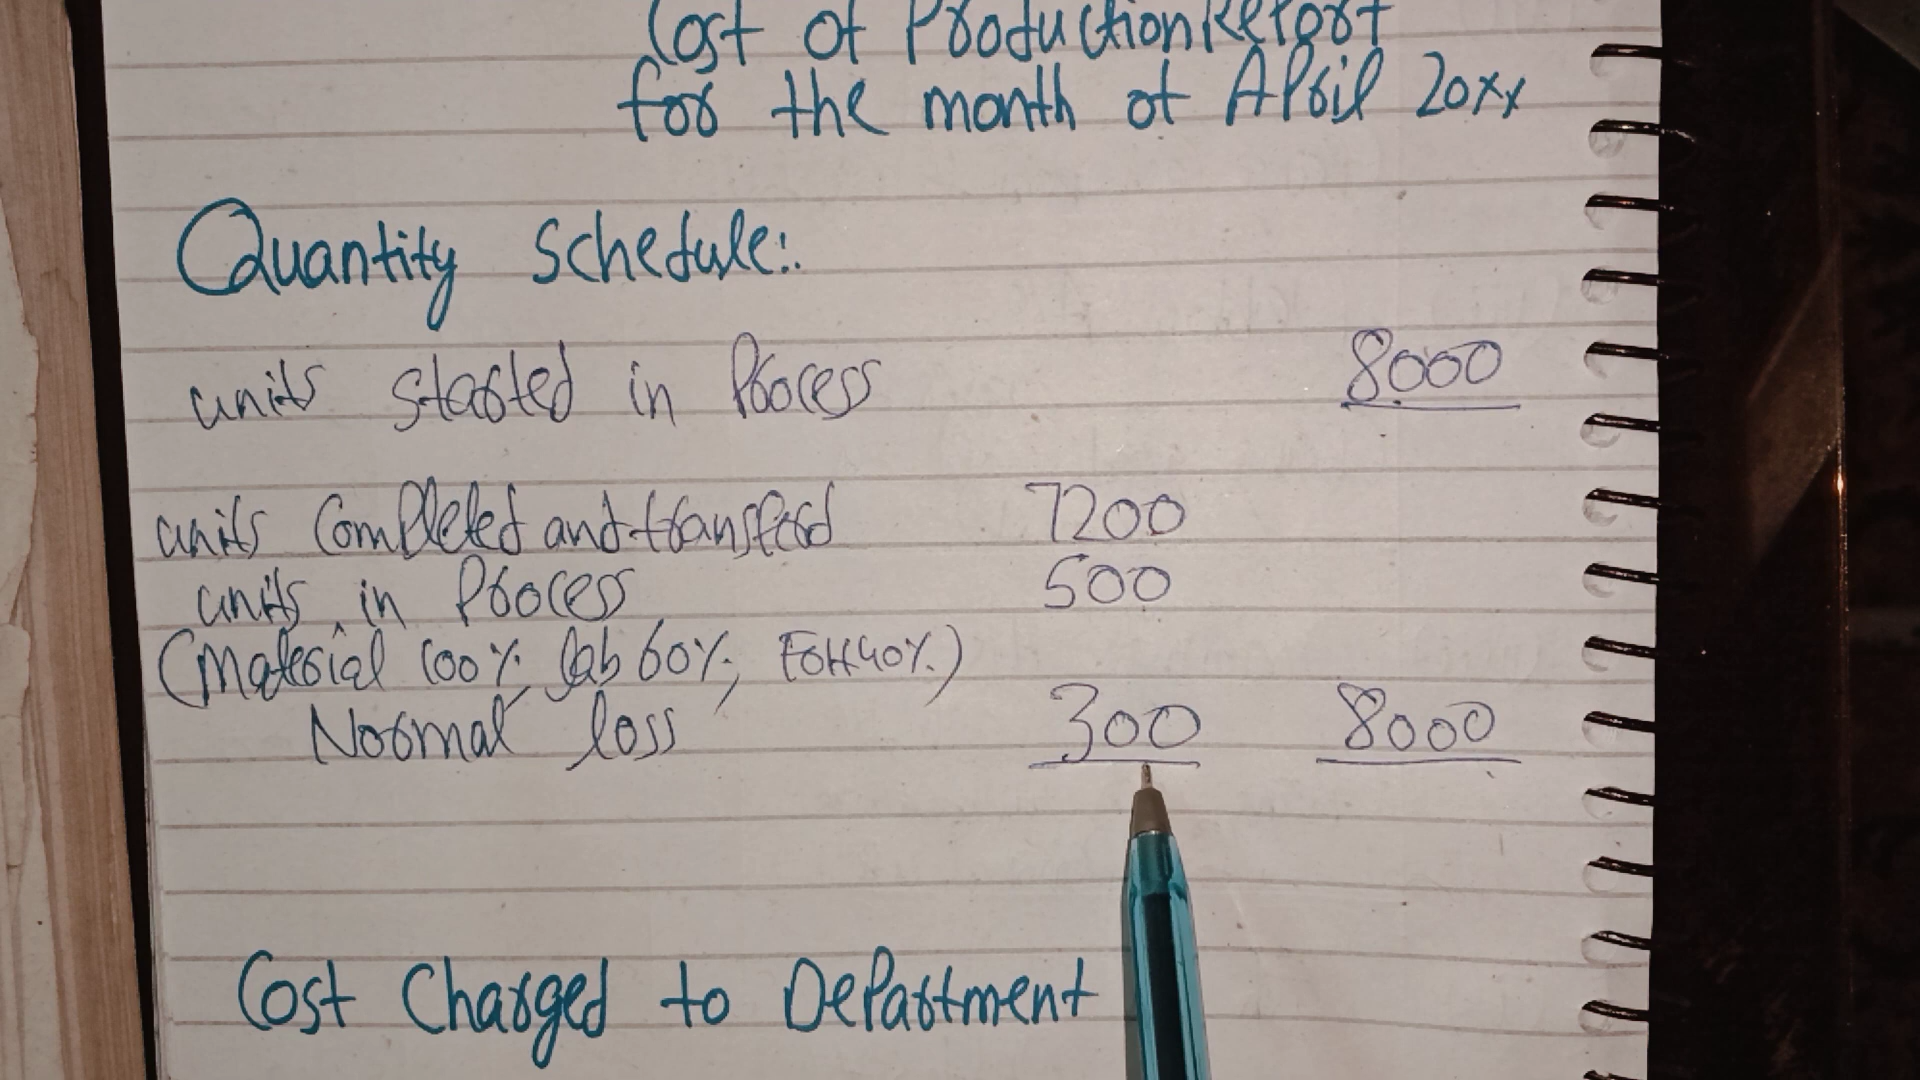 Cost of Production Report
for the month of April 20xx
Quantity Schedule:
units started in Process 8000
units Completed and transferd 7200
units in Process 500
(Material 100%, lab 60%, FOH 40%.)
Normal loss 300 8000
Cost Charged to Department